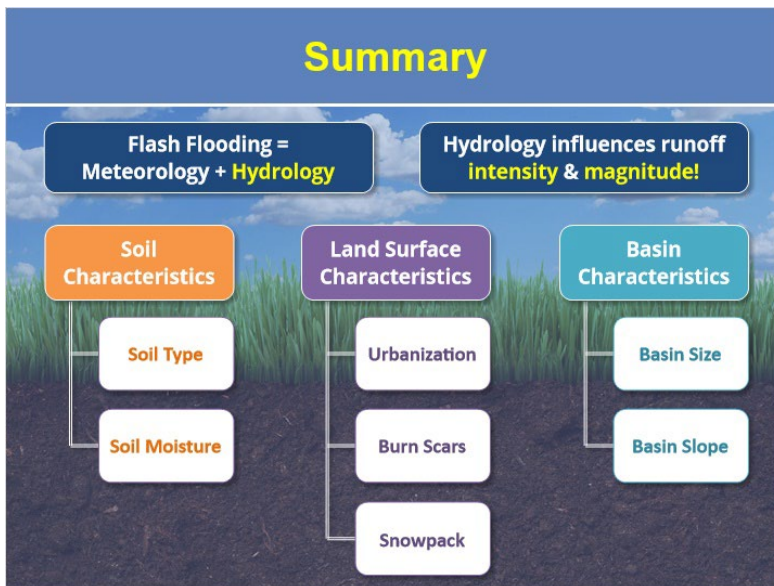 Summary
Flash Flooding =
Meteorology + Hydrology
Hydrology influences runoff
intensity & magnitude!
Soil
Characteristics
Soil Type
Soil Moisture
Land Surface
Characteristics
Urbanization
Burn Scars
Snowpack
Basin
Characteristics
Basin Size
Basin Slope